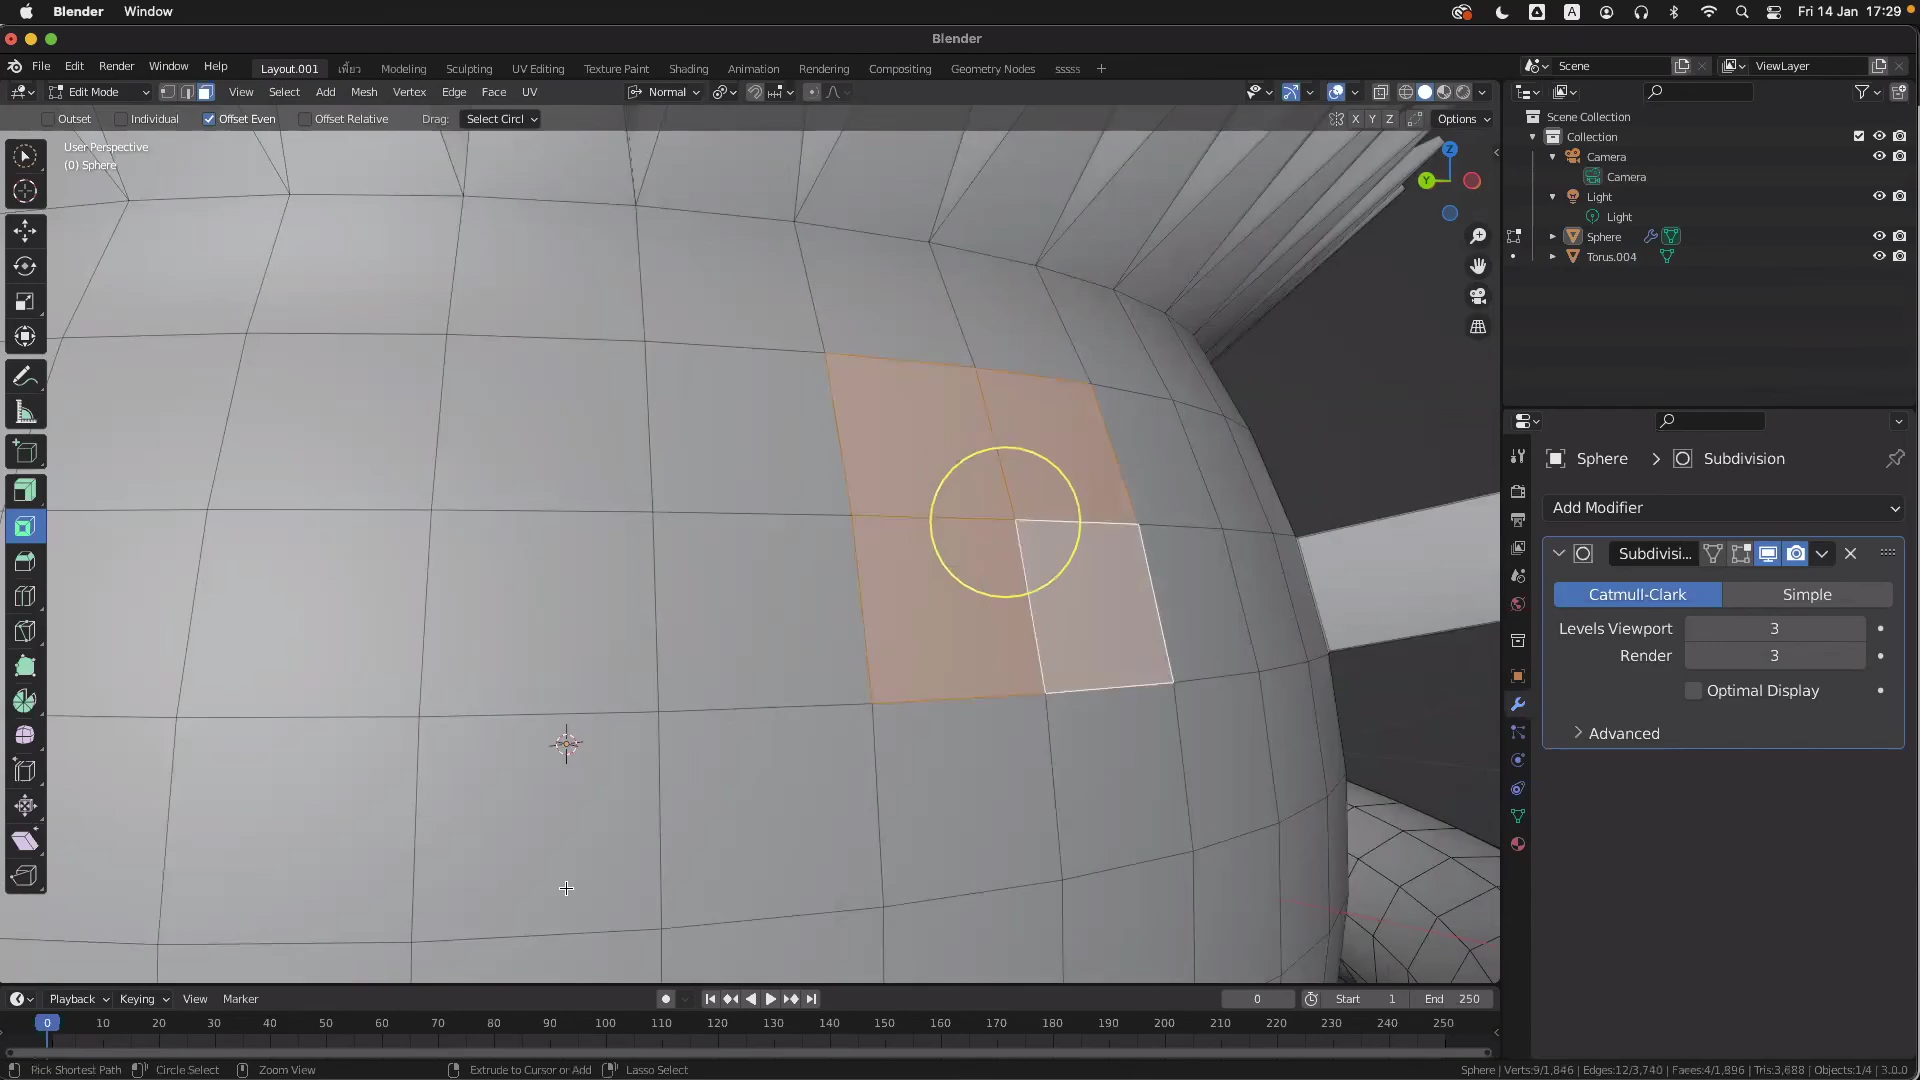 Blender Window
A
Fri 14 Jan 17:29
Blender
File Edit Render Window Help
Layout.001 เพี้ยว Modeling Sculpting UV Editing Texture Paint Shading Animation Rendering Compositing Geometry Nodes sssss +
Scene
ViewLayer
Edit Mode
View Select Add Mesh Vertex Edge Face UV
Normal
Outset Individual Offset Even Offset Relative Drag: Select Circl
X Y Z Options
User Perspective
(0) Sphere
Z
Y
Scene Collection
Collection
Camera
Camera
Light
Light
Sphere
Torus.004
Sphere > Subdivision
Add Modifier
Subdivisi...
Catmull-Clark Simple
Levels Viewport 3
Render 3
Optimal Display
Advanced
Playback Keying View Marker
0 Start 1 End 250
0 10 20 30 40 50 60 70 80 90 100 110 120 130 140 150 160 170 180 190 200 210 220 230 240 250
Pick Shortest Path Circle Select Zoom View Extrude to Cursor or Add Lasso Select
Sphere | Verts:9/1,846 | Edges:12/3,740 | Faces:4/1,896 | Tris:3,688 | Objects:1/4 | 3.0.0